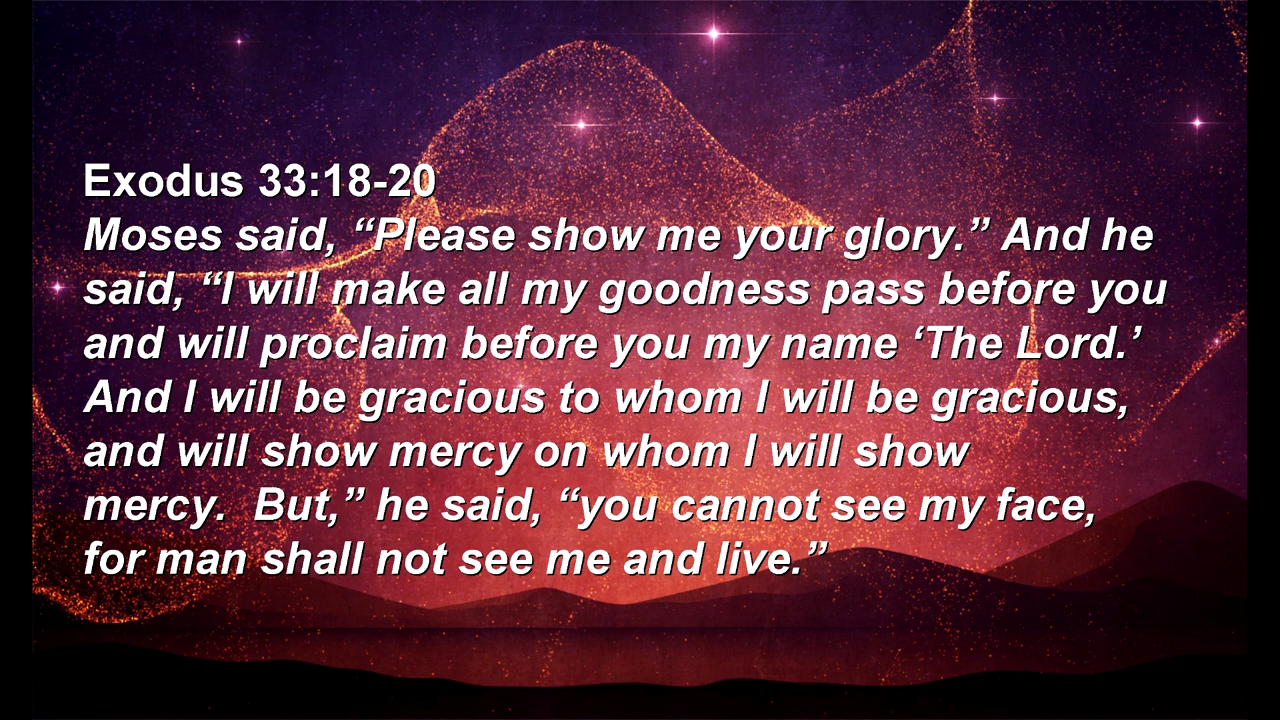 Exodus 33:18-20
Moses said, “Please show me your glory.” And he
said, “I will make all my goodness pass before you
and will proclaim before you my name ‘The Lord.’
And I will be gracious to whom I will be gracious,
and will show mercy on whom I will show
mercy.  But,” he said, “you cannot see my face,
for man shall not see me and live.”